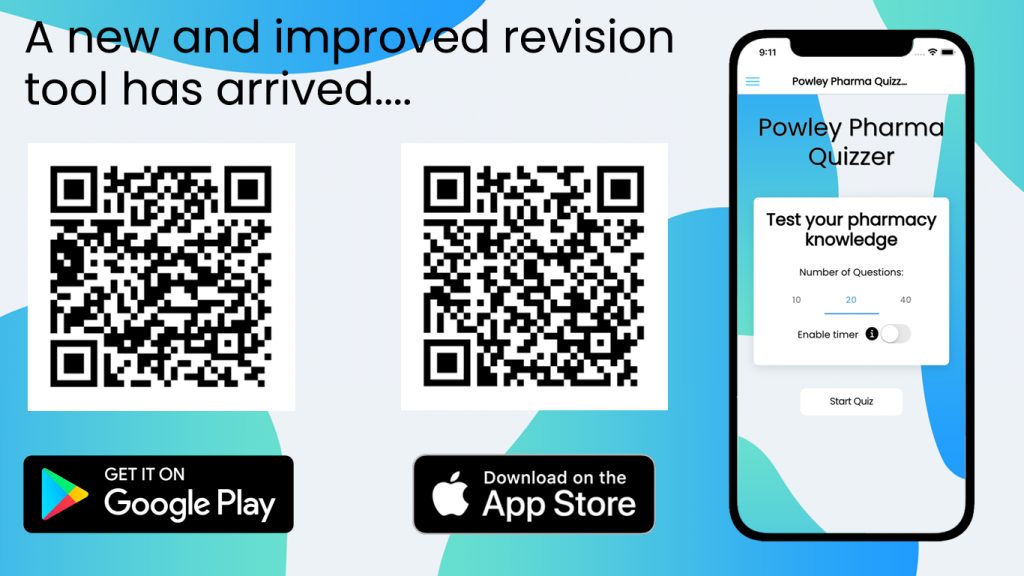 A new and improved revision
tool has arrived....
GET IT ON
Google Play
Download on the
App Store
9:11
Powley Pharma Quizz...
Powley Pharma
Quizzer
Test your pharmacy
knowledge
Number of Questions:
10 20 40
Enable timer i
Start Quiz